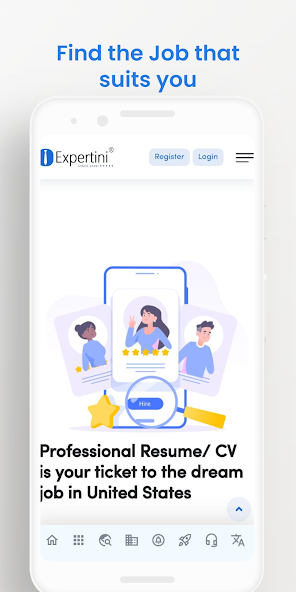 Find the Job that
suits you
Expertini®
Register
Login
Hire
Professional Resume/ CV
is your ticket to the dream
job in United States